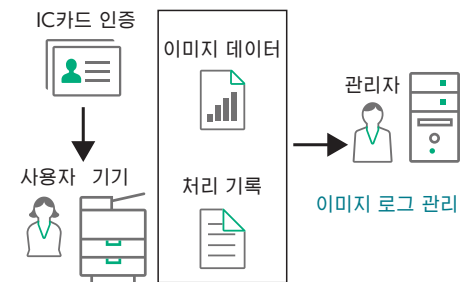 IC카드 인증
이미지 데이터
관리자
사용자 기기
처리 기록
이미지 로그 관리